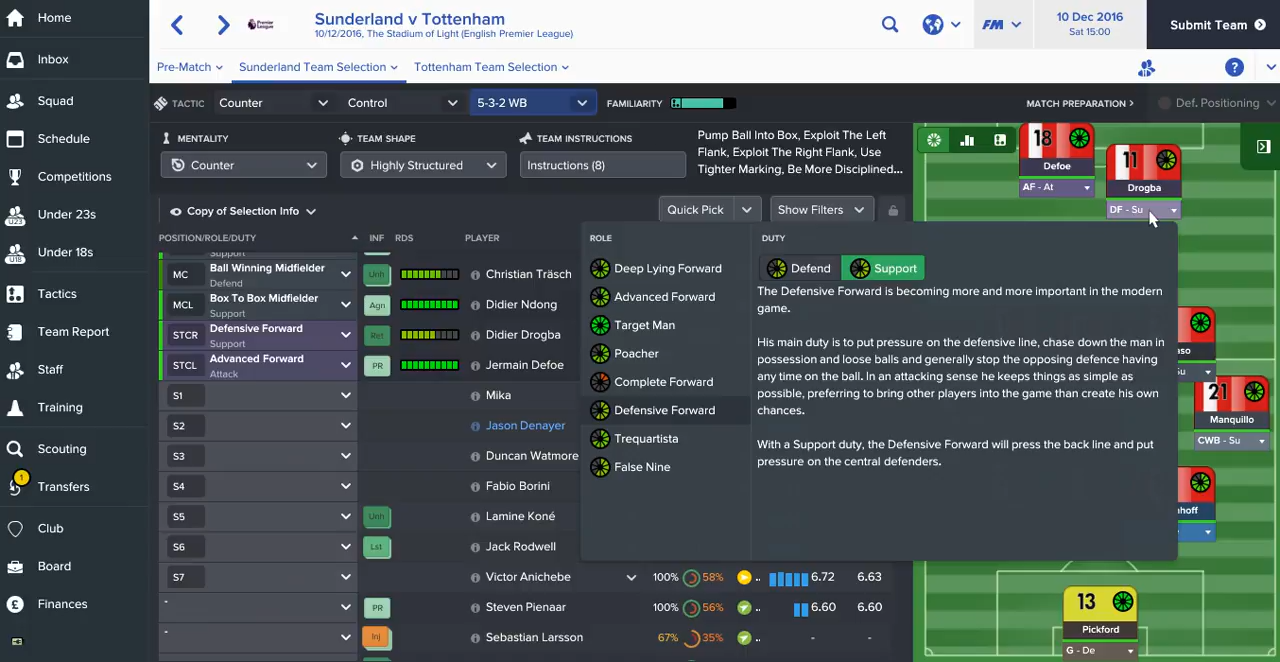 Home
Inbox
Squad
Schedule
Competitions
Under 23s
Under 18s
Tactics
Team Report
Staff
Training
Scouting
1
Transfers
Club
Board
Finances
Sunderland v Tottenham
10/12/2016, The Stadium of Light (English Premier League)
FM
10 Dec 2016
Sat 15:00
Submit Team
Pre-Match
Sunderland Team Selection
Tottenham Team Selection
?
TACTIC
Counter
Control
5-3-2 WB
FAMILIARITY
MATCH PREPARATION >
Def. Positioning
MENTALITY
Counter
TEAM SHAPE
Highly Structured
TEAM INSTRUCTIONS
Instructions (8)
Pump Ball Into Box, Exploit The Left
Flank, Exploit The Right Flank, Use
Tighter Marking, Be More Disciplined...
Copy of Selection Info
Quick Pick
Show Filters
POSITION/ROLE/DUTY
INF
RDS
PLAYER
Support
MC
Ball Winning Midfielder
Defend
Unh
Christian Träsch
MCL
Box To Box Midfielder
Support
Agn
Didier Ndong
STCR
Defensive Forward
Support
Ret
Didier Drogba
STCL
Advanced Forward
Attack
PR
Jermain Defoe
S1
Mika
S2
Jason Denayer
S3
Duncan Watmore
S4
Fabio Borini
S5
Unh
Lamine Koné
S6
Lst
Jack Rodwell
S7
Victor Anichebe
100%
58%
6.72
6.63
-
PR
Steven Pienaar
100%
56%
6.60
6.60
-
Inj
Sebastian Larsson
67%
35%
-
-
ROLE
Deep Lying Forward
Advanced Forward
Target Man
Poacher
Complete Forward
Defensive Forward
Trequartista
False Nine
DUTY
Defend
Support
The Defensive Forward is becoming more and more important in the modern
game.
His main duty is to put pressure on the defensive line, chase down the man in
possession and loose balls and generally stop the opposing defence having
any time on the ball. In an attacking sense he keeps things as simple as
possible, preferring to bring other players into the game than create his own
chances.
With a Support duty, the Defensive Forward will press the back line and put
pressure on the central defenders.
18
Defoe
AF - At
11
Drogba
DF - Su
so
Su
21
Manquillo
CWB - Su
hoff
13
Pickford
G - De